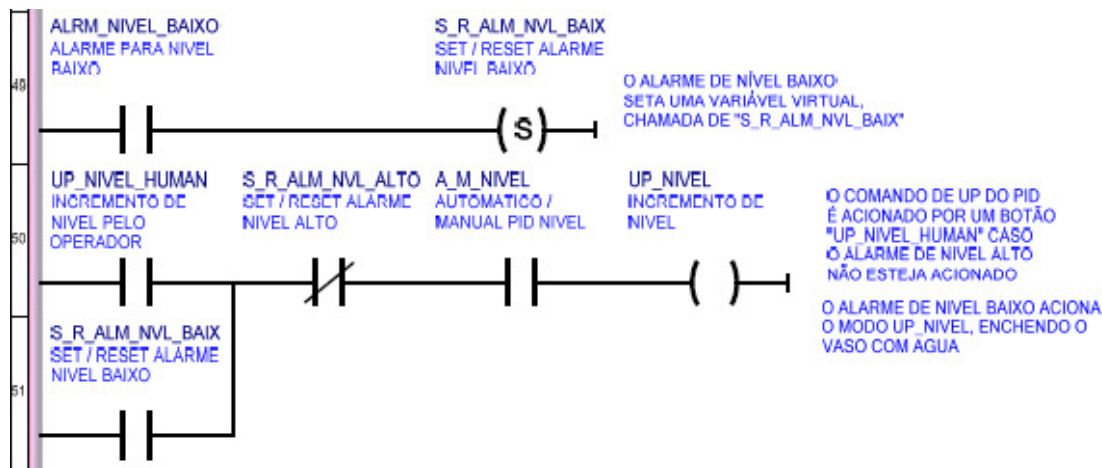 ALRM_NIVEL_BAIXO
ALARME PARA NIVEL
BAIXO
S_R_ALM_NVL_BAIX
SET / RESET ALARME
NIVEL BAIXO
49
(S)
O ALARME DE NÍVEL BAIXO
SETA UMA VARIÁVEL VIRTUAL,
CHAMADA DE "S_R_ALM_NVL_BAIX"
UP_NIVEL_HUMAN
INCREMENTO DE
NIVEL PELO
OPERADOR
S_R_ALM_NVL_ALTO
SET / RESET ALARME
NIVEL ALTO
A_M_NIVEL
AUTOMATICO /
MANUAL PID NIVEL
UP_NIVEL
INCREMENTO DE
NIVEL
50
O COMANDO DE UP DO PID
É ACIONADO POR UM BOTÃO
"UP_NIVEL_HUMAN" CASO
O ALARME DE NIVEL ALTO
NÃO ESTEJA ACIONADO
O ALARME DE NIVEL BAIXO ACIONA
O MODO UP_NIVEL, ENCHENDO O
VASO COM AGUA
S_R_ALM_NVL_BAIX
SET / RESET ALARME
NIVEL BAIXO
51